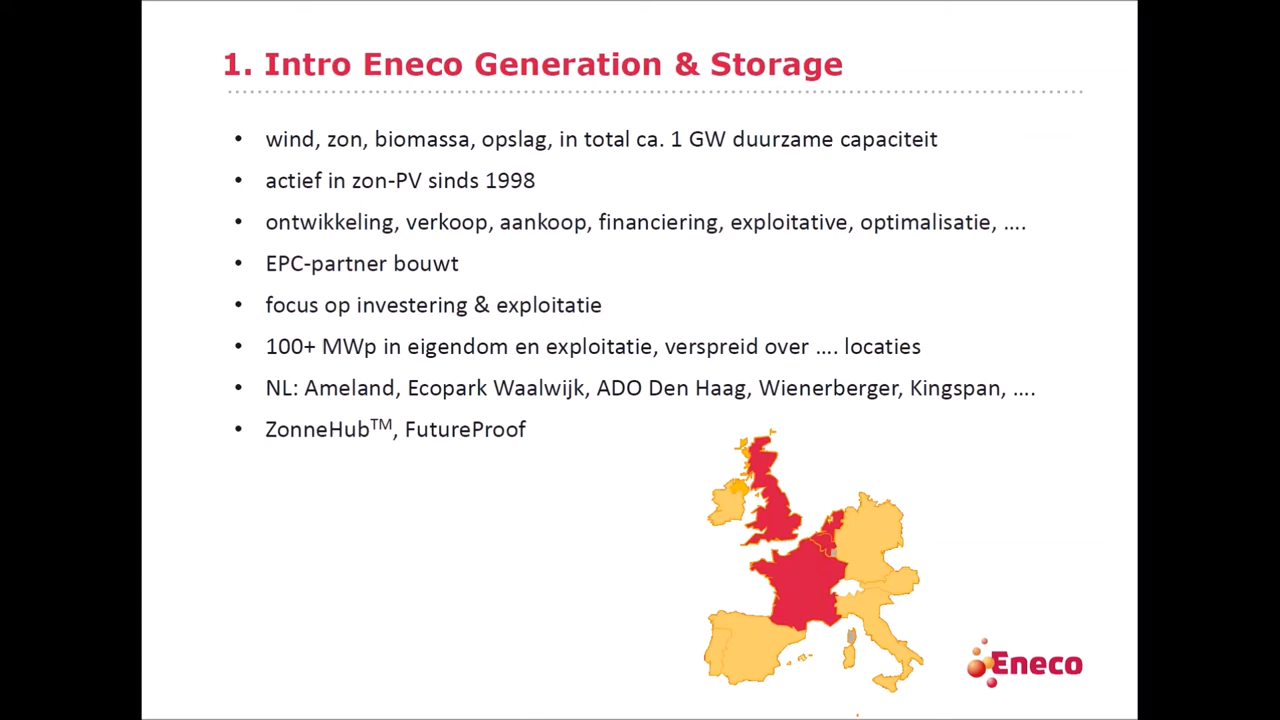 1. Intro Eneco Generation & Storage
• wind, zon, biomassa, opslag, in total ca. 1 GW duurzame capaciteit
• actief in zon-PV sinds 1998
• ontwikkeling, verkoop, aankoop, financiering, exploitative, optimalisatie, ....
• EPC-partner bouwt
• focus op investering & exploitatie
• 100+ MWp in eigendom en exploitatie, verspreid over .... locaties
• NL: Ameland, Ecopark Waalwijk, ADO Den Haag, Wienerberger, Kingspan, ....
• ZonneHub™, FutureProof
Eneco